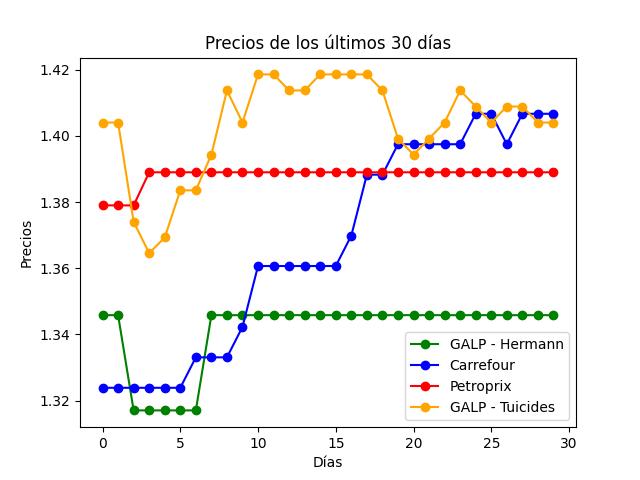 Precios de los últimos 30 días
1.42
1.40
1.38
1.36
1.34
1.32
Precios
0 5 10 15 20 25 30
Días
GALP - Hermann
Carrefour
Petroprix
GALP - Tuicides